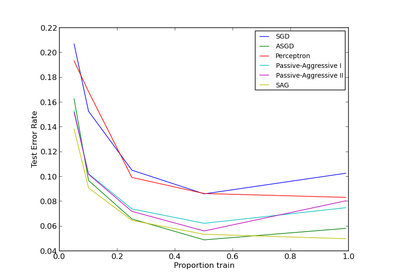 0.22
0.20
0.18
0.16
0.14
0.12
0.10
0.08
0.06
0.04
Test Error Rate
SGD
ASGD
Perceptron
Passive-Aggressive I
Passive-Aggressive II
SAG
0.0 0.2 0.4 0.6 0.8 1.0
Proportion train